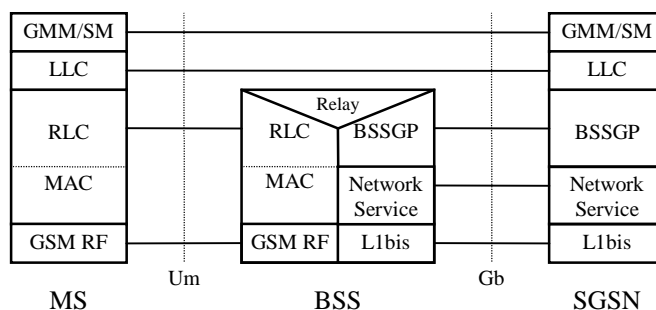 GMM/SM
GMM/SM
LLC
LLC
Relay
RLC
RLC
BSSGP
BSSGP
MAC
MAC
Network
Service
Network
Service
GSM RF
GSM RF
L1bis
L1bis
Um
Gb
MS
BSS
SGSN